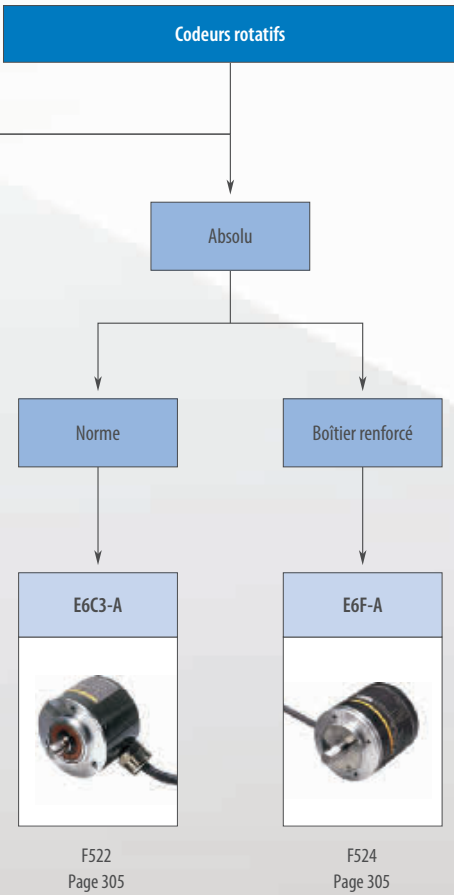 Codeurs rotatifs
Absolu
Norme
Boîtier renforcé
E6C3-A
E6F-A
F522
Page 305
F524
Page 305